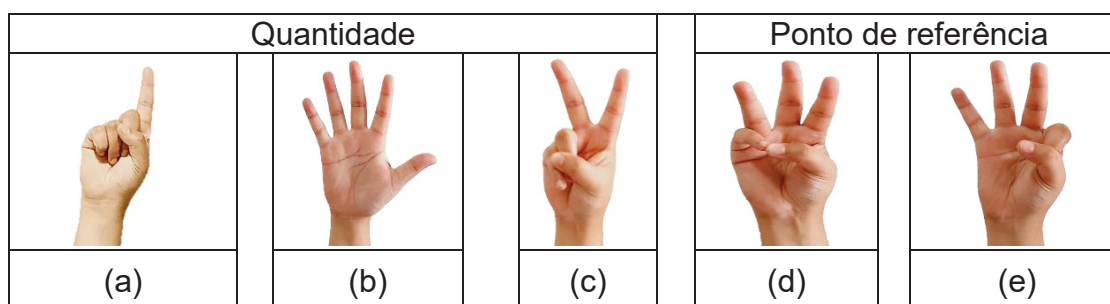 Quantidade Ponto de referência
(a) (b) (c) (d) (e)